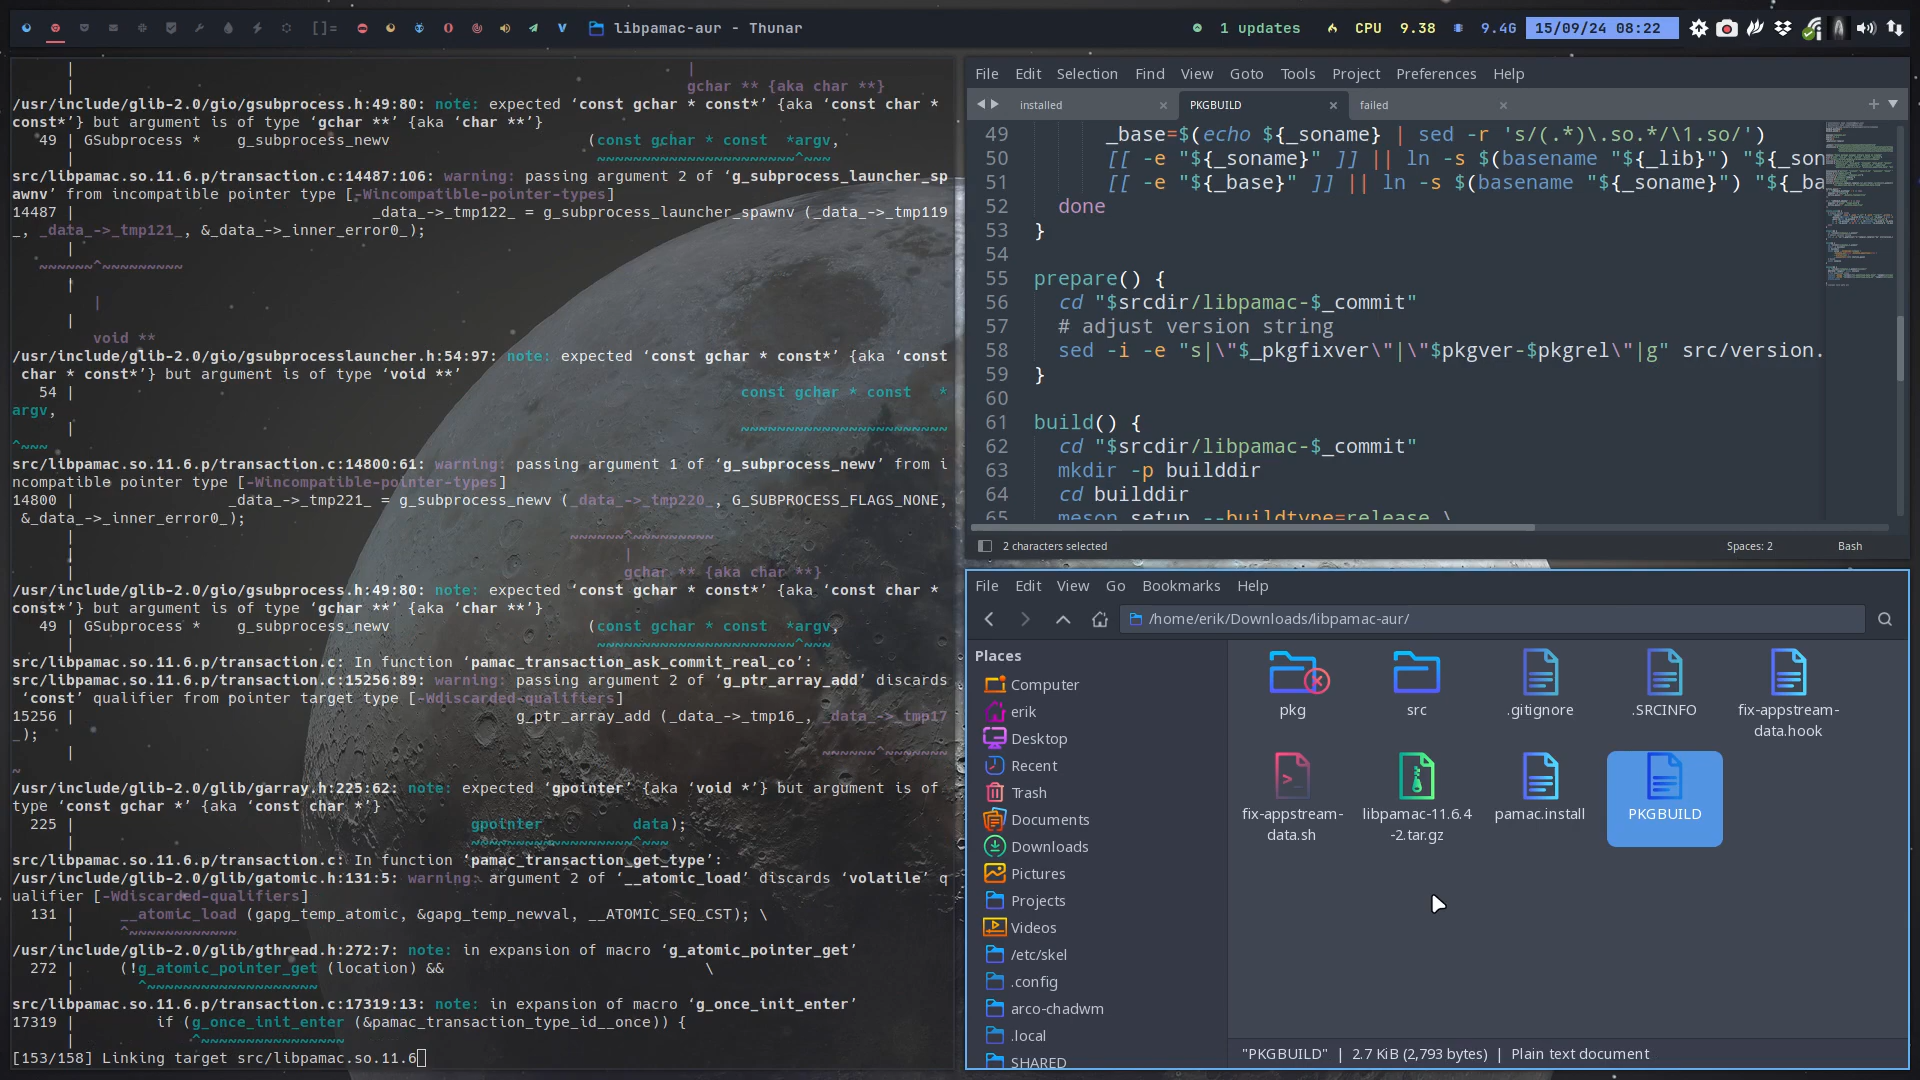 []=
libpamac-aur - Thunar
1 updates
CPU 9.38
9.4G
15/09/24 08:22
|
| gchar ** {aka char **}
/usr/include/glib-2.0/gio/gsubprocess.h:49:80: note: expected ‘const gchar * const*’ {aka ‘const char *
const*’} but argument is of type ‘gchar **’ {aka ‘char **’}
49 | GSubprocess * g_subprocess_newv (const gchar * const *argv,
| ~~~~~~~~~~~~~~~~~~~~~~^~~~
src/libpamac.so.11.6.p/transaction.c:14487:106: warning: passing argument 2 of ‘g_subprocess_launcher_sp
awnv’ from incompatible pointer type [-Wincompatible-pointer-types]
14487 | _data_->_tmp122_ = g_subprocess_launcher_spawnv (_data_->_tmp119
_, _data_->_tmp121_, &_data_->_inner_error0_);
|
~~~~~~^~~~~~~~~~
|
|
|
void **
/usr/include/glib-2.0/gio/gsubprocesslauncher.h:54:97: note: expected ‘const gchar * const*’ {aka ‘const
char * const*’} but argument is of type ‘void **’
54 | const gchar * const *
argv,
| ~~~~~~~~~~~~~~~~~~~~~~~
^~~~
src/libpamac.so.11.6.p/transaction.c:14800:61: warning: passing argument 1 of ‘g_subprocess_newv’ from i
ncompatible pointer type [-Wincompatible-pointer-types]
14800 | _data_->_tmp221_ = g_subprocess_newv (_data_->_tmp220_, G_SUBPROCESS_FLAGS_NONE,
&_data_->_inner_error0_);
| ~~~~~~^~~~~~~~~~
| |
| gchar ** {aka char **}
/usr/include/glib-2.0/gio/gsubprocess.h:49:80: note: expected ‘const gchar * const*’ {aka ‘const char *
const*’} but argument is of type ‘gchar **’ {aka ‘char **’}
49 | GSubprocess * g_subprocess_newv (const gchar * const *argv,
| ~~~~~~~~~~~~~~~~~~~~~~^~~~
src/libpamac.so.11.6.p/transaction.c: In function ‘pamac_transaction_ask_commit_real_co’:
src/libpamac.so.11.6.p/transaction.c:15256:89: warning: passing argument 2 of ‘g_ptr_array_add’ discards
‘const’ qualifier from pointer target type [-Wdiscarded-qualifiers]
15256 | g_ptr_array_add (_data_->_tmp16_, _data_->_tmp17
_);
| ~~~~~~^~~~~~~
~
/usr/include/glib-2.0/glib/garray.h:225:62: note: expected ‘gpointer’ {aka ‘void *’} but argument is of
type ‘const gchar *’ {aka ‘const char *’}
225 | gpointer data);
| ~~~~~~~~~~~~~~~~~~^~~~
src/libpamac.so.11.6.p/transaction.c: In function ‘pamac_transaction_get_type’:
/usr/include/glib-2.0/glib/gatomic.h:131:5: warning: argument 2 of ‘__atomic_load’ discards ‘volatile’ q
ualifier [-Wdiscarded-qualifiers]
131 | __atomic_load (gapg_temp_atomic, &gapg_temp_newval, __ATOMIC_SEQ_CST); \
| ^~~~~~~~~~~~~
/usr/include/glib-2.0/glib/gthread.h:272:7: note: in expansion of macro ‘g_atomic_pointer_get’
272 | (!g_atomic_pointer_get (location) && \
| ^~~~~~~~~~~~~~~~~~~~
src/libpamac.so.11.6.p/transaction.c:17319:13: note: in expansion of macro ‘g_once_init_enter’
17319 | if (g_once_init_enter (&pamac_transaction_type_id__once)) {
| ^~~~~~~~~~~~~~~~~
[153/158] Linking target src/libpamac.so.11.6
File Edit Selection Find View Goto Tools Project Preferences Help
installed PKGBUILD failed
49 _base=$(echo ${_soname} | sed -r 's/(.*)\.so.*/\1.so/')
50 [[ -e "${_soname}" ]] || ln -s $(basename "${_lib}") "${_son
51 [[ -e "${_base}" ]] || ln -s $(basename "${_soname}") "${_ba
52 done
53 }
54
55 prepare() {
56 cd "$srcdir/libpamac-$_commit"
57 # adjust version string
58 sed -i -e "s|\"$_pkgfixver\"|\"$pkgver-$pkgrel\"|g" src/version.
59 }
60
61 build() {
62 cd "$srcdir/libpamac-$_commit"
63 mkdir -p builddir
64 cd builddir
65 meson setup --buildtype=release \
2 characters selected
Spaces: 2
Bash
File Edit View Go Bookmarks Help
/home/erik/Downloads/libpamac-aur/
Places
Computer
erik
Desktop
Recent
Trash
Documents
Downloads
Pictures
Projects
Videos
/etc/skel
.config
arco-chadwm
.local
SHARED
pkg
src
.gitignore
.SRCINFO
fix-appstream-
data.hook
fix-appstream-
data.sh
libpamac-11.6.4
-2.tar.gz
pamac.install
PKGBUILD
"PKGBUILD" | 2.7 KiB (2,793 bytes) | Plain text document